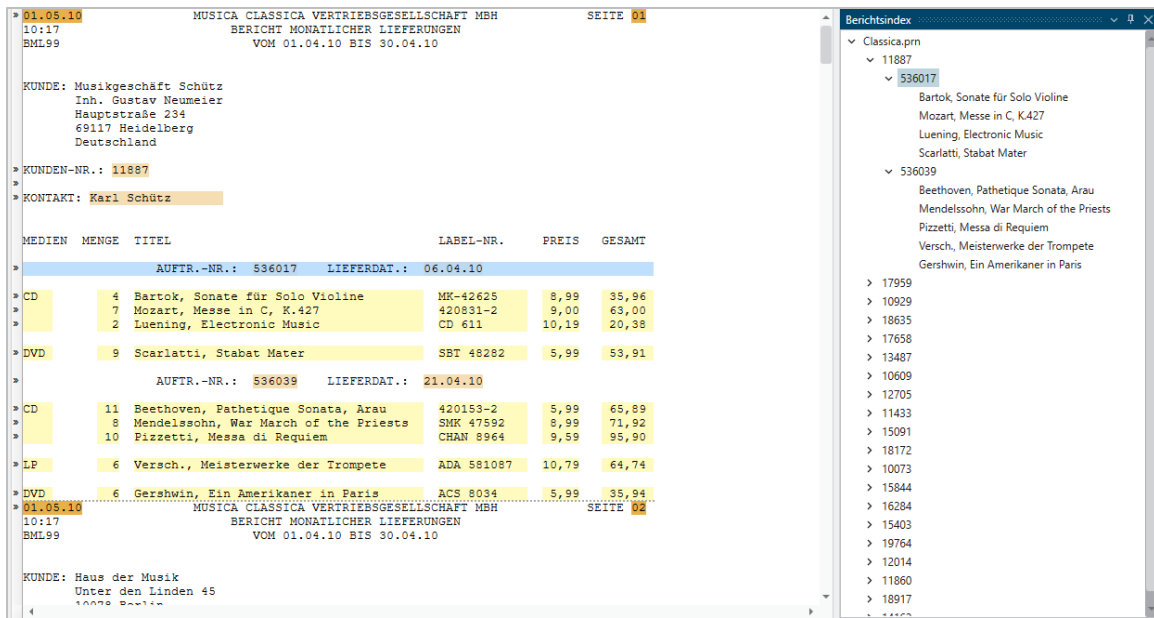 01.05.10 MUSICA CLASSICA VERTRIEBSGESELLSCHAFT MBH SEITE 01
10:17 BERICHT MONATLICHER LIEFERUNGEN
BML99 VOM 01.04.10 BIS 30.04.10
KUNDE: Musikgeschäft Schütz
Inh. Gustav Neumeier
Hauptstraße 234
69117 Heidelberg
Deutschland
KUNDEN-NR.: 11887
KONTAKT: Karl Schütz
MEDIEN MENGE TITEL LABEL-NR. PREIS GESAMT
AUFTR.-NR.: 536017 LIEFERDAT.: 06.04.10
CD 4 Bartok, Sonate für Solo Violine MK-42625 8,99 35,96
7 Mozart, Messe in C, K.427 420831-2 9,00 63,00
2 Luening, Electronic Music CD 611 10,19 20,38
DVD 9 Scarlatti, Stabat Mater SBT 48282 5,99 53,91
AUFTR.-NR.: 536039 LIEFERDAT.: 21.04.10
CD 11 Beethoven, Pathetique Sonata, Arau 420153-2 5,99 65,89
8 Mendelssohn, War March of the Priests SMK 47592 8,99 71,92
10 Pizzetti, Messa di Requiem CHAN 8964 9,59 95,90
LP 6 Versch., Meisterwerke der Trompete ADA 581087 10,79 64,74
DVD 6 Gershwin, Ein Amerikaner in Paris ACS 8034 5,99 35,94
01.05.10 MUSICA CLASSICA VERTRIEBSGESELLSCHAFT MBH SEITE 02
10:17 BERICHT MONATLICHER LIEFERUNGEN
BML99 VOM 01.04.10 BIS 30.04.10
KUNDE: Haus der Musik
Unter den Linden 45
Berichtsindex
Classica.prn
11887
536017
Bartok, Sonate für Solo Violine
Mozart, Messe in C, K.427
Luening, Electronic Music
Scarlatti, Stabat Mater
536039
Beethoven, Pathetique Sonata, Arau
Mendelssohn, War March of the Priests
Pizzetti, Messa di Requiem
Versch., Meisterwerke der Trompete
Gershwin, Ein Amerikaner in Paris
17959
10929
18635
17658
13487
10609
12705
11433
15091
18172
10073
15844
16284
15403
19764
12014
11860
18917